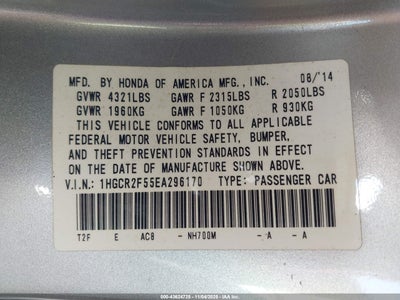 MFD. BY HONDA OF AMERICA MFG., INC. 08/'14
GVWR 4321LBS GAWR F 2315LBS R 2050LBS
GVWR 1960KG GAWR F 1050KG R 930KG
THIS VEHICLE CONFORMS TO ALL APPLICABLE
FEDERAL MOTOR VEHICLE SAFETY, BUMPER,
AND THEFT PREVENTION STANDARDS IN EFFECT
ON THE DATE OF MANUFACTURE SHOWN ABOVE.
V.I.N.: 1HGCR2F55EA296170 TYPE: PASSENGER CAR
T2F E AC8 - NH700M - A - A
000-43624725 - 11/04/2025 - IAA Inc.